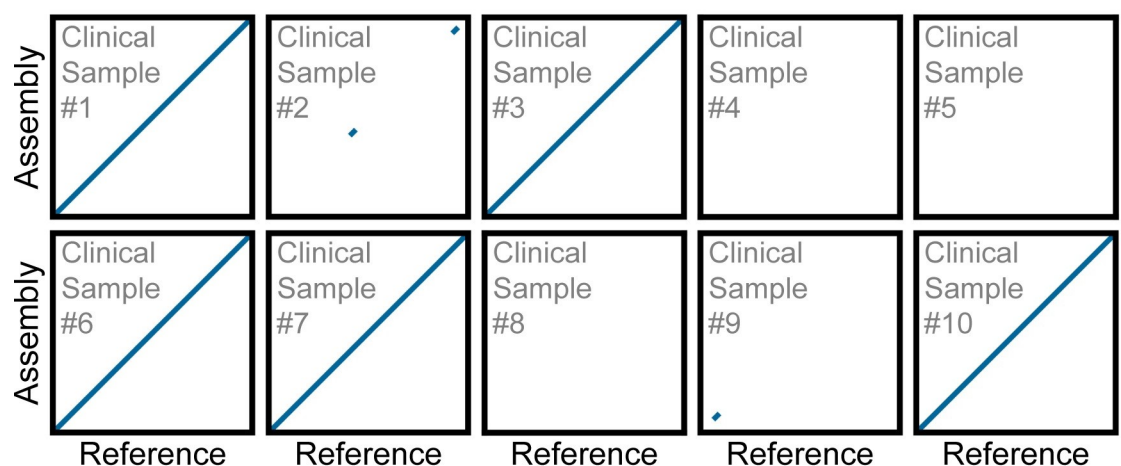 Assembly
Clinical
Sample
#1
Clinical
Sample
#2
Clinical
Sample
#3
Clinical
Sample
#4
Clinical
Sample
#5
Assembly
Clinical
Sample
#6
Clinical
Sample
#7
Clinical
Sample
#8
Clinical
Sample
#9
Clinical
Sample
#10
Reference
Reference
Reference
Reference
Reference